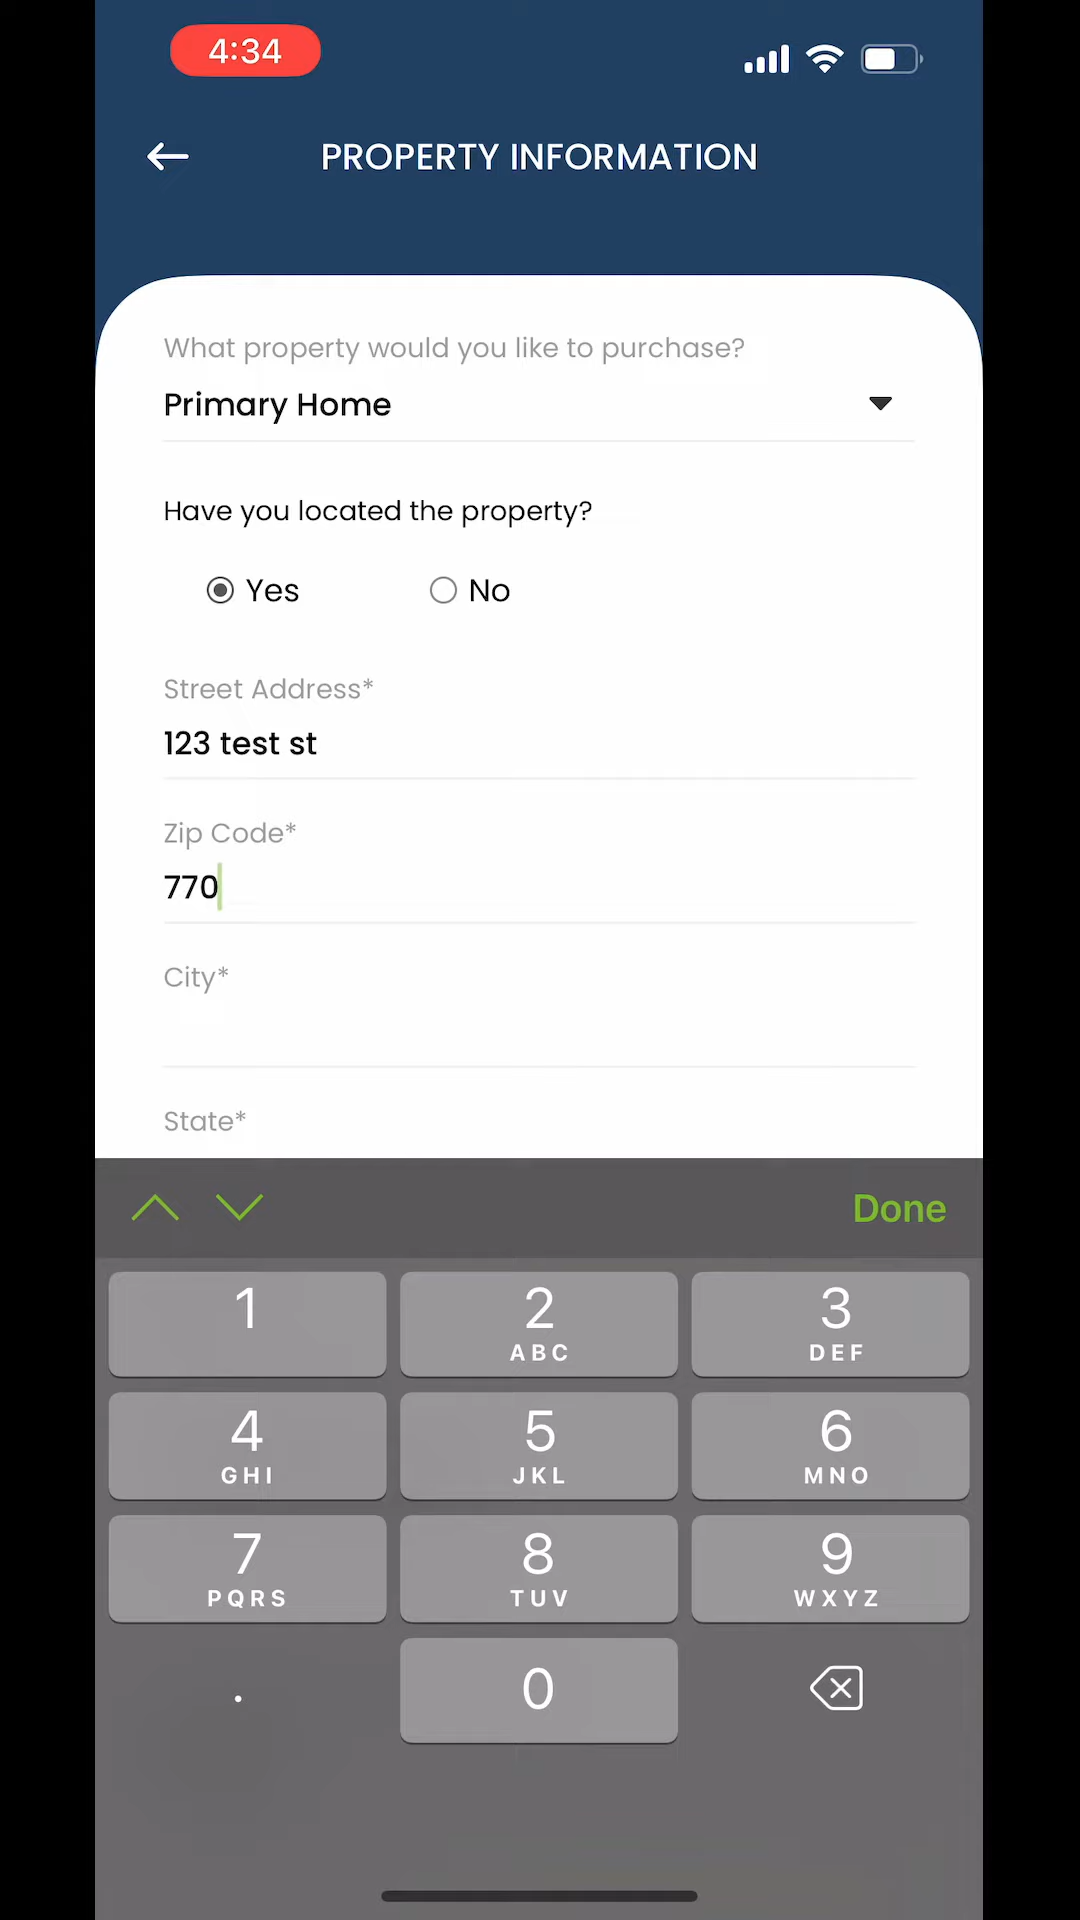 4:34
PROPERTY INFORMATION
What property would you like to purchase?
Primary Home
Have you located the property?
Yes No
Street Address*
123 test st
Zip Code*
770
City*
State*
Done
1 2 3
ABC DEF
4 5 6
GHI JKL MNO
7 8 9
PQRS TUV WXYZ
. 0